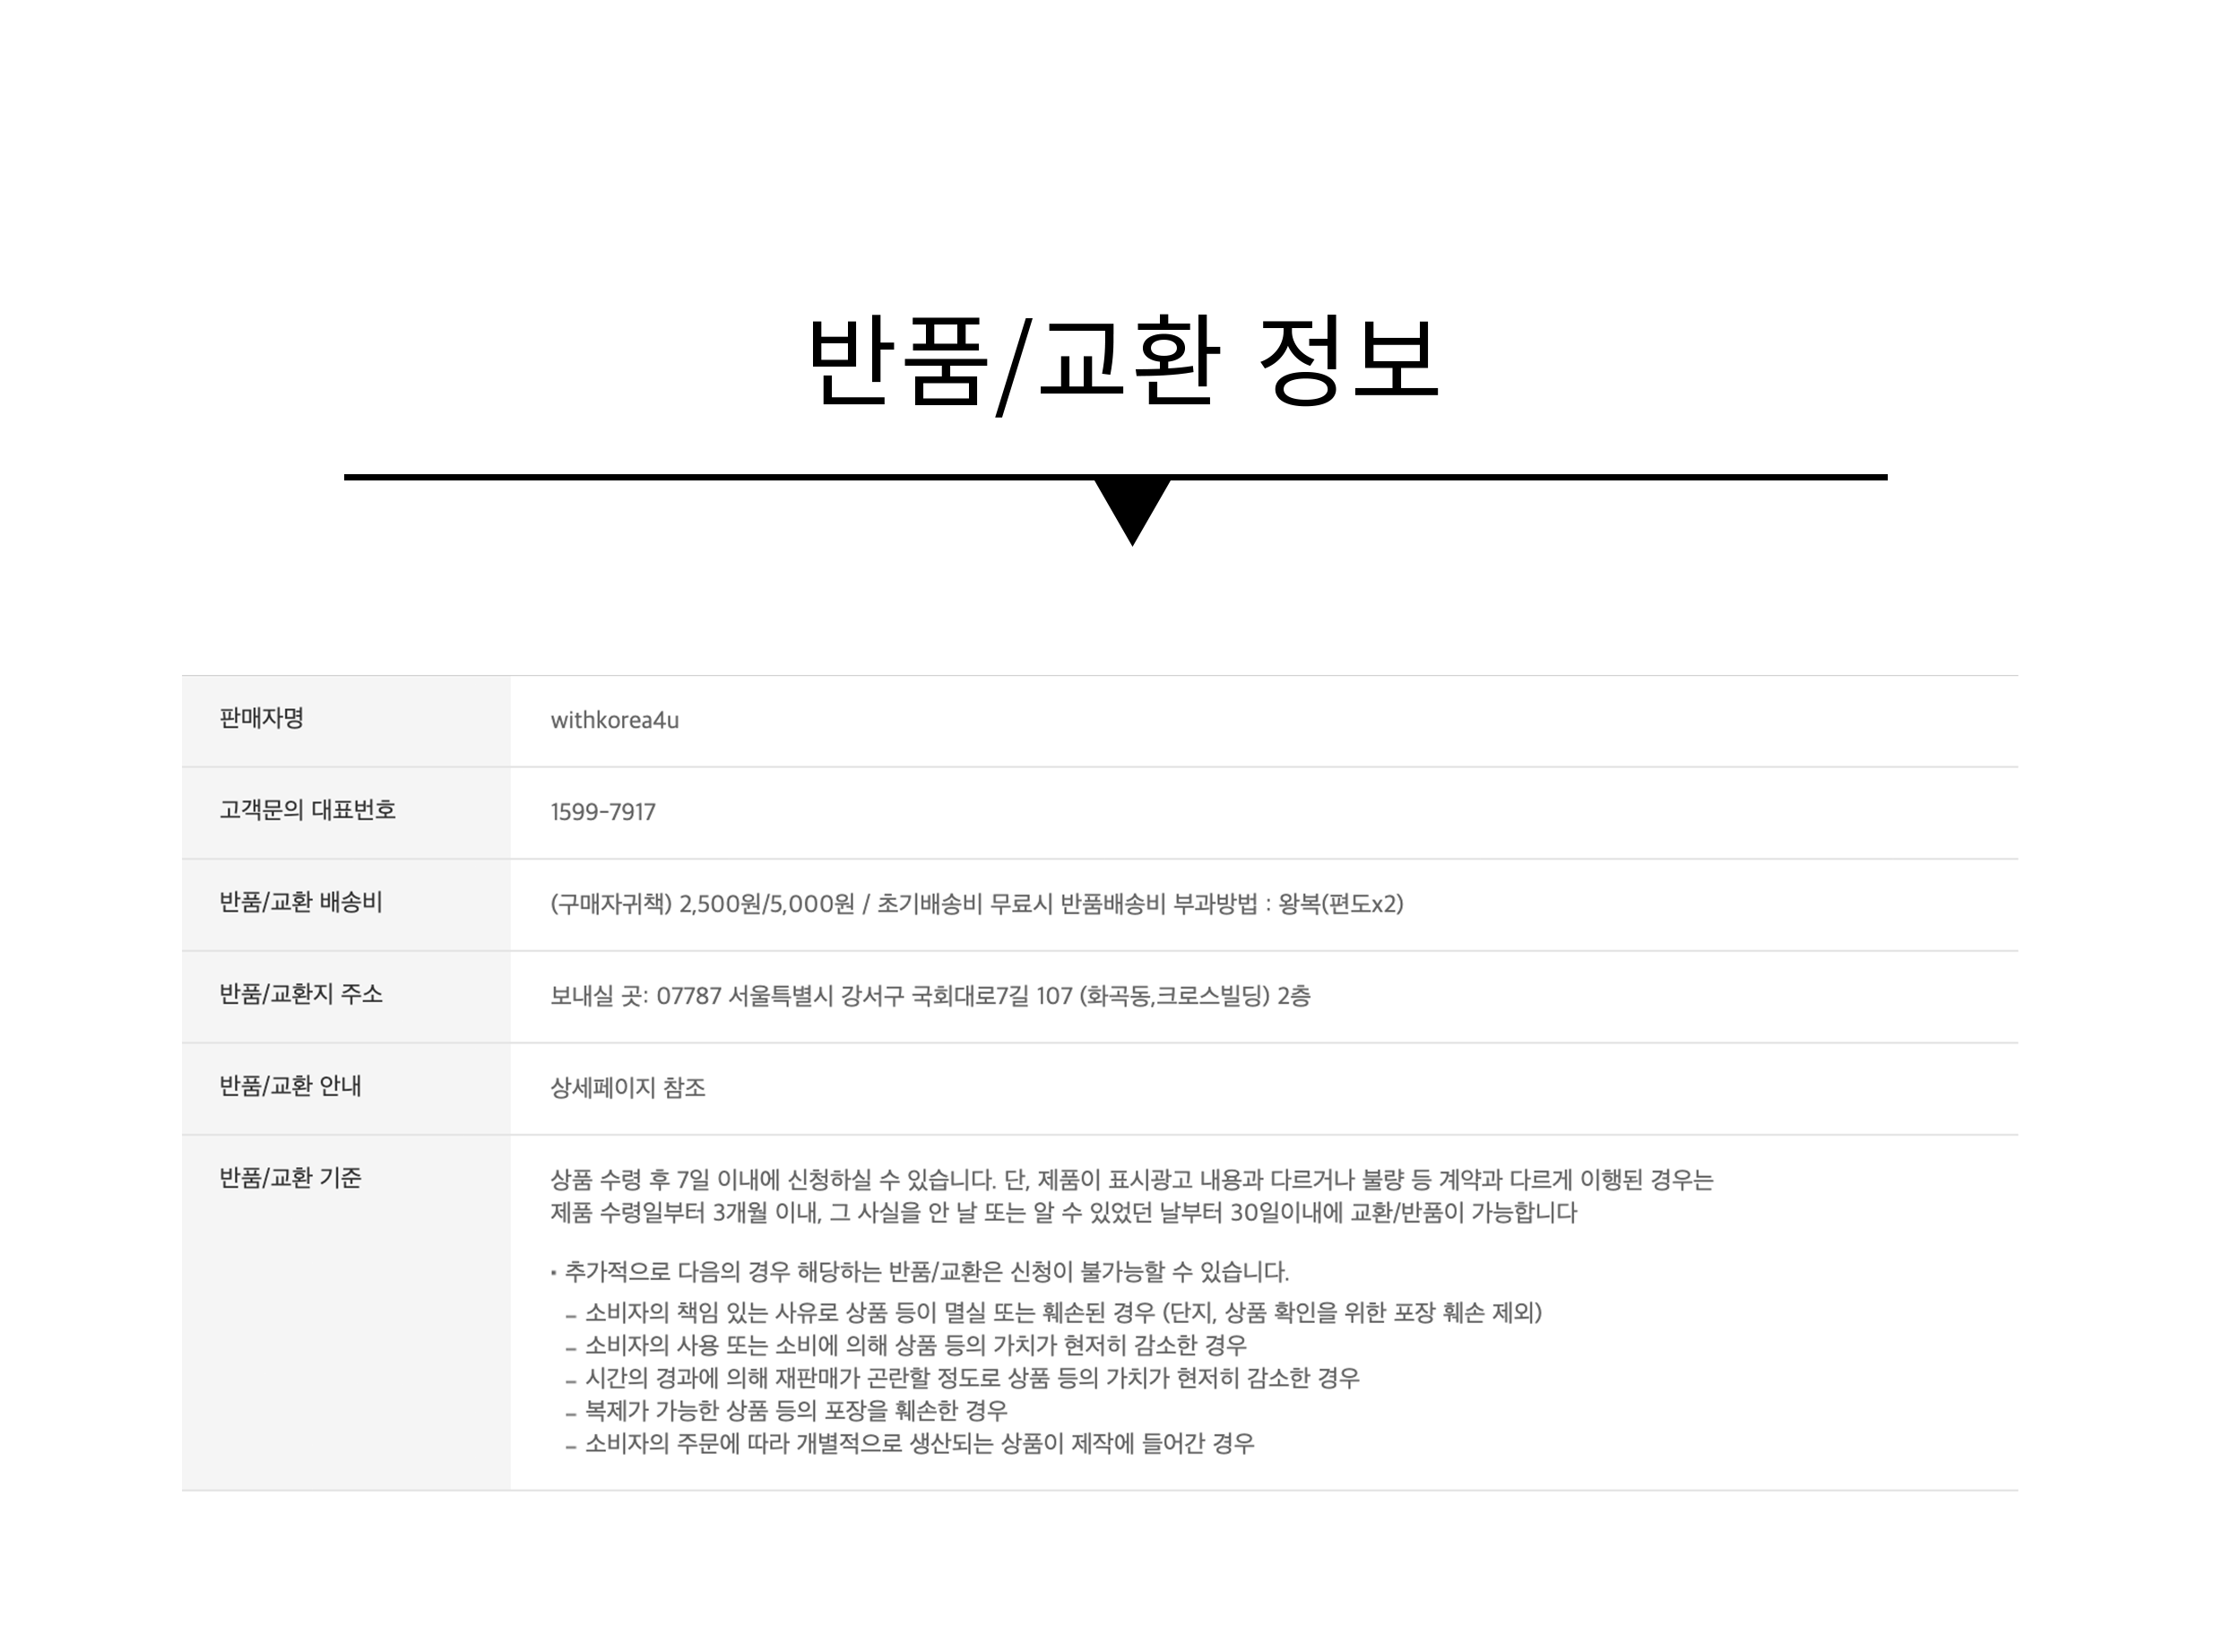 반품/교환 정보
판매자명
withkorea4u
고객문의 대표번호
1599-7917
반품/교환 배송비
(구매자귀책) 2,500원/5,000원 / 초기배송비 무료시 반품배송비 부과방법 : 왕복(편도x2)
반품/교환지 주소
보내실 곳: 07787 서울특별시 강서구 국회대로7길 107 (화곡동,크로스빌딩) 2층
반품/교환 안내
상세페이지 참조
반품/교환 기준
상품 수령 후 7일 이내에 신청하실 수 있습니다. 단, 제품이 표시광고 내용과 다르거나 불량 등 계약과 다르게 이행된 경우는
제품 수령일부터 3개월 이내, 그 사실을 안 날 또는 알 수 있었던 날부터 30일이내에 교환/반품이 가능합니다
• 추가적으로 다음의 경우 해당하는 반품/교환은 신청이 불가능할 수 있습니다.
– 소비자의 책임 있는 사유로 상품 등이 멸실 또는 훼손된 경우 (단지, 상품 확인을 위한 포장 훼손 제외)
– 소비자의 사용 또는 소비에 의해 상품 등의 가치가 현저히 감소한 경우
– 시간의 경과에 의해 재판매가 곤란할 정도로 상품 등의 가치가 현저히 감소한 경우
– 복제가 가능한 상품 등의 포장을 훼손한 경우
– 소비자의 주문에 따라 개별적으로 생산되는 상품이 제작에 들어간 경우